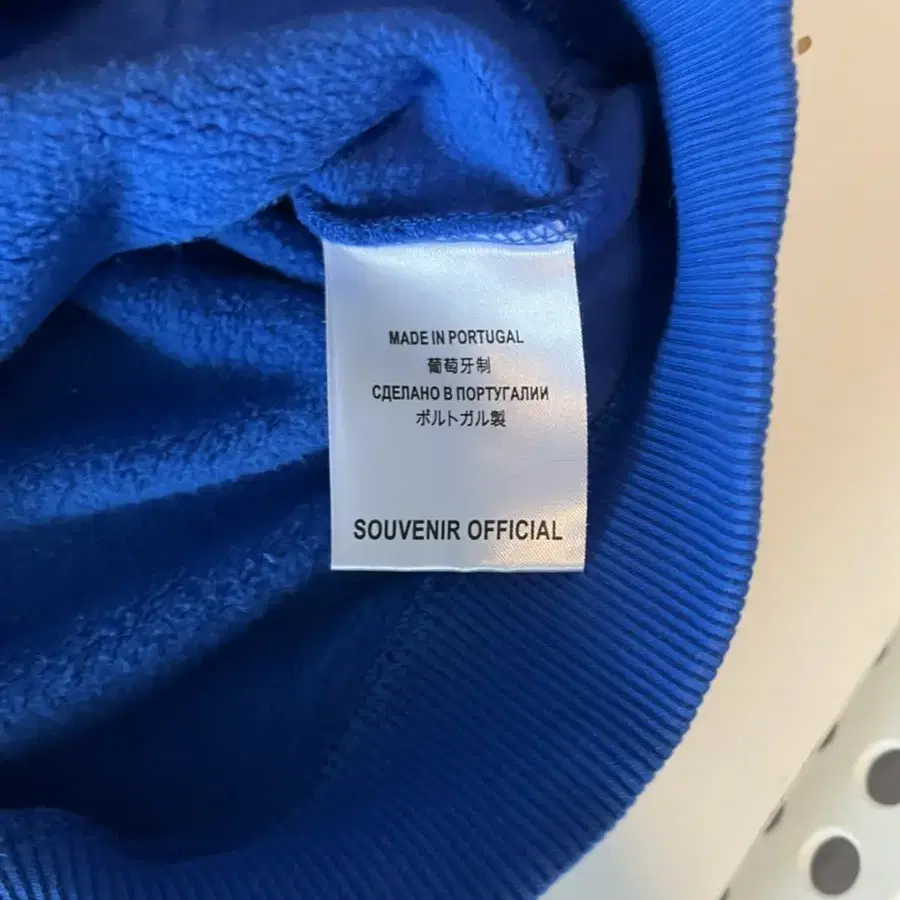 MADE IN PORTUGAL
葡萄牙制
СДЕЛАНО В ПОРТУГАЛИИ
ポルトガル製
SOUVENIR OFFICIAL